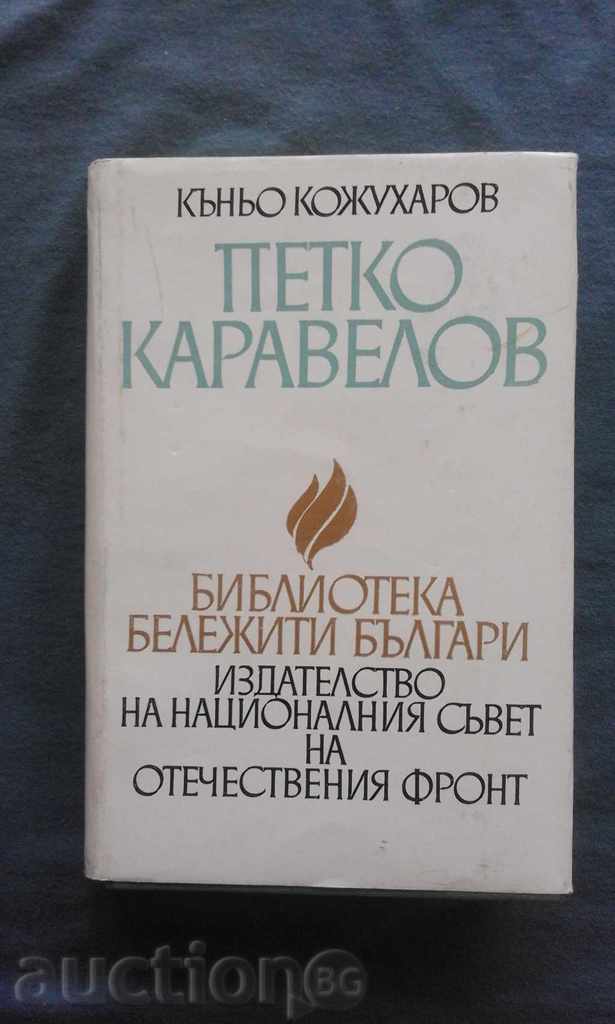 КЪНЬО КОЖУХАРОВ
ПЕТКО
КАРАВЕЛОВ
БИБЛИОТЕКА
БЕЛЕЖИТИ БЪЛГАРИ
ИЗДАТЕЛСТВО
НА НАЦИОНАЛНИЯ СЪВЕТ
НА
ОТЕЧЕСТВЕНИЯ ФРОНТ
auction BG